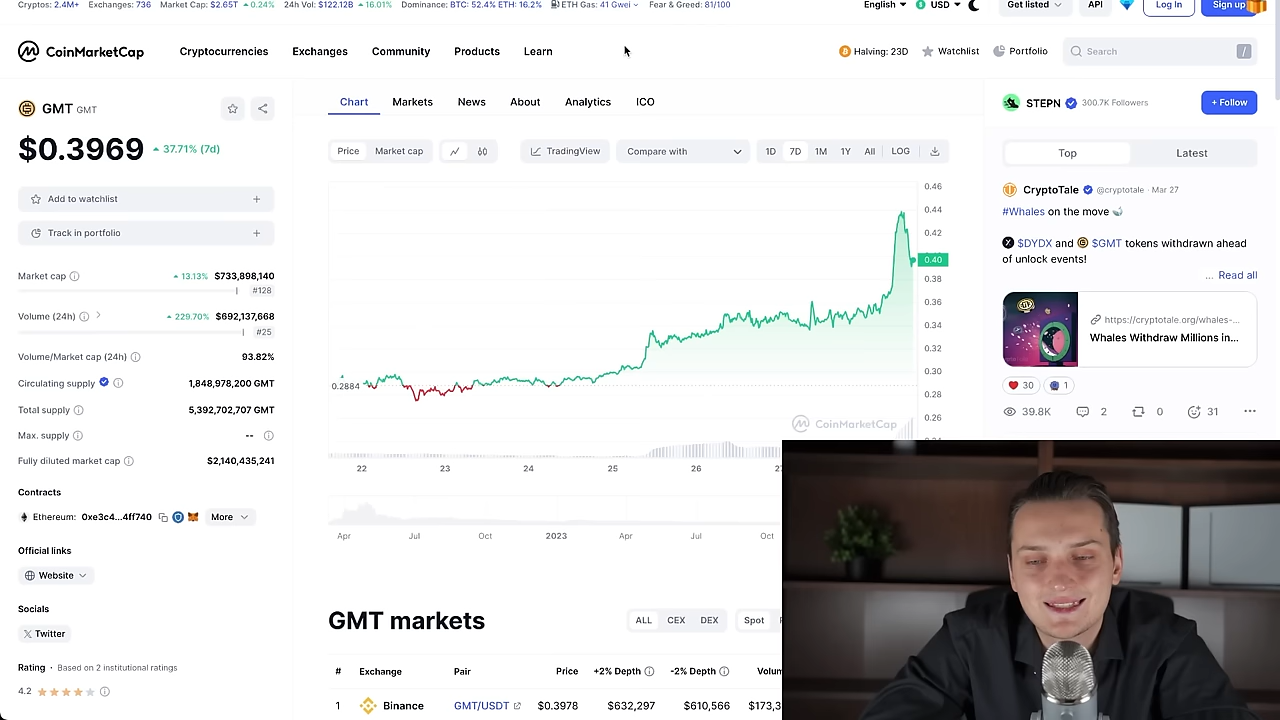 Cryptos: 2.4M+ Exchanges: 736 Market Cap: $2.65T 0.24% 24h Vol: $122.12B 16.01% Dominance: BTC: 52.4% ETH: 16.2% ETH Gas: 41 Gwei Fear & Greed: 81/100
English USD Get listed API Log In Sign up
CoinMarketCap Cryptocurrencies Exchanges Community Products Learn Halving: 23D Watchlist Portfolio Search /
GMT GMT
$0.3969 37.71% (7d)
Add to watchlist +
Track in portfolio +
Market cap 13.13% $733,898,140
#128
Volume (24h) 229.70% $692,137,668
#25
Volume/Market cap (24h) 93.82%
Circulating supply 1,848,978,200 GMT
Total supply 5,392,702,707 GMT
Max. supply --
Fully diluted market cap $2,140,435,241
Contracts
Ethereum: 0xe3c4...4ff740 More
Official links
Website
Socials
Twitter
Rating · Based on 2 institutional ratings
4.2
Chart Markets News About Analytics ICO
Price Market cap TradingView Compare with 1D 7D 1M 1Y All LOG
0.46
0.44
0.42
0.40
0.38
0.36
0.34
0.32
0.30
0.28
0.26
0.2884
CoinMarketCap
22 23 24 25 26
Apr Jul Oct 2023 Apr Jul Oct
GMT markets ALL CEX DEX Spot
# Exchange Pair Price +2% Depth -2% Depth
1 Binance GMT/USDT $0.3978 $632,297 $610,566 $173,3
STEPN 300.7K Followers + Follow
Top Latest
CryptoTale @cryptotale · Mar 27
#Whales on the move
$DYDX and $GMT tokens withdrawn ahead
of unlock events!
... Read all
https://cryptotale.org/whales-...
Whales Withdraw Millions in...
30 1
39.8K 2 0 31